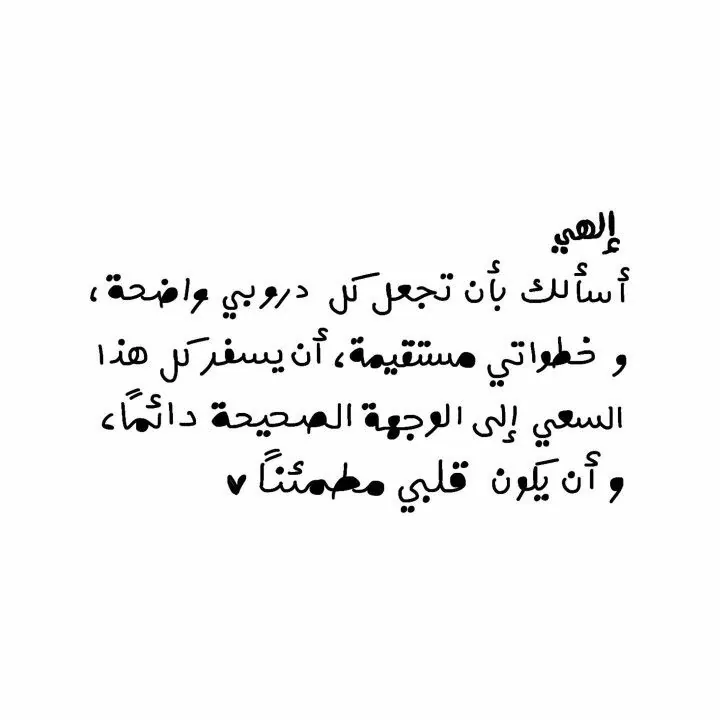 إلهي
أسألك بأن تجعل كل دروبي واضحة،
و خطواتي مستقيمة، أن يسفر كل هذا
السعي إلى الوجهة الصحيحة دائمًا،
و أن يكون قلبي مطمئنًا ♥